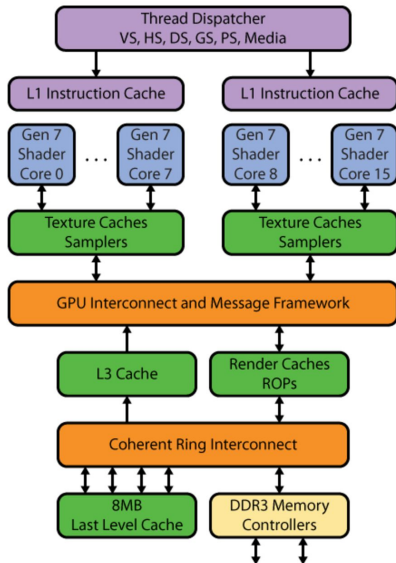 Thread Dispatcher
VS, HS, DS, GS, PS, Media
L1 Instruction Cache
L1 Instruction Cache
Gen 7
Shader
Core 0
. . .
Gen 7
Shader
Core 7
Gen 7
Shader
Core 8
. . .
Gen 7
Shader
Core 15
Texture Caches
Samplers
Texture Caches
Samplers
GPU Interconnect and Message Framework
L3 Cache
Render Caches
ROPs
Coherent Ring Interconnect
8MB
Last Level Cache
DDR3 Memory
Controllers